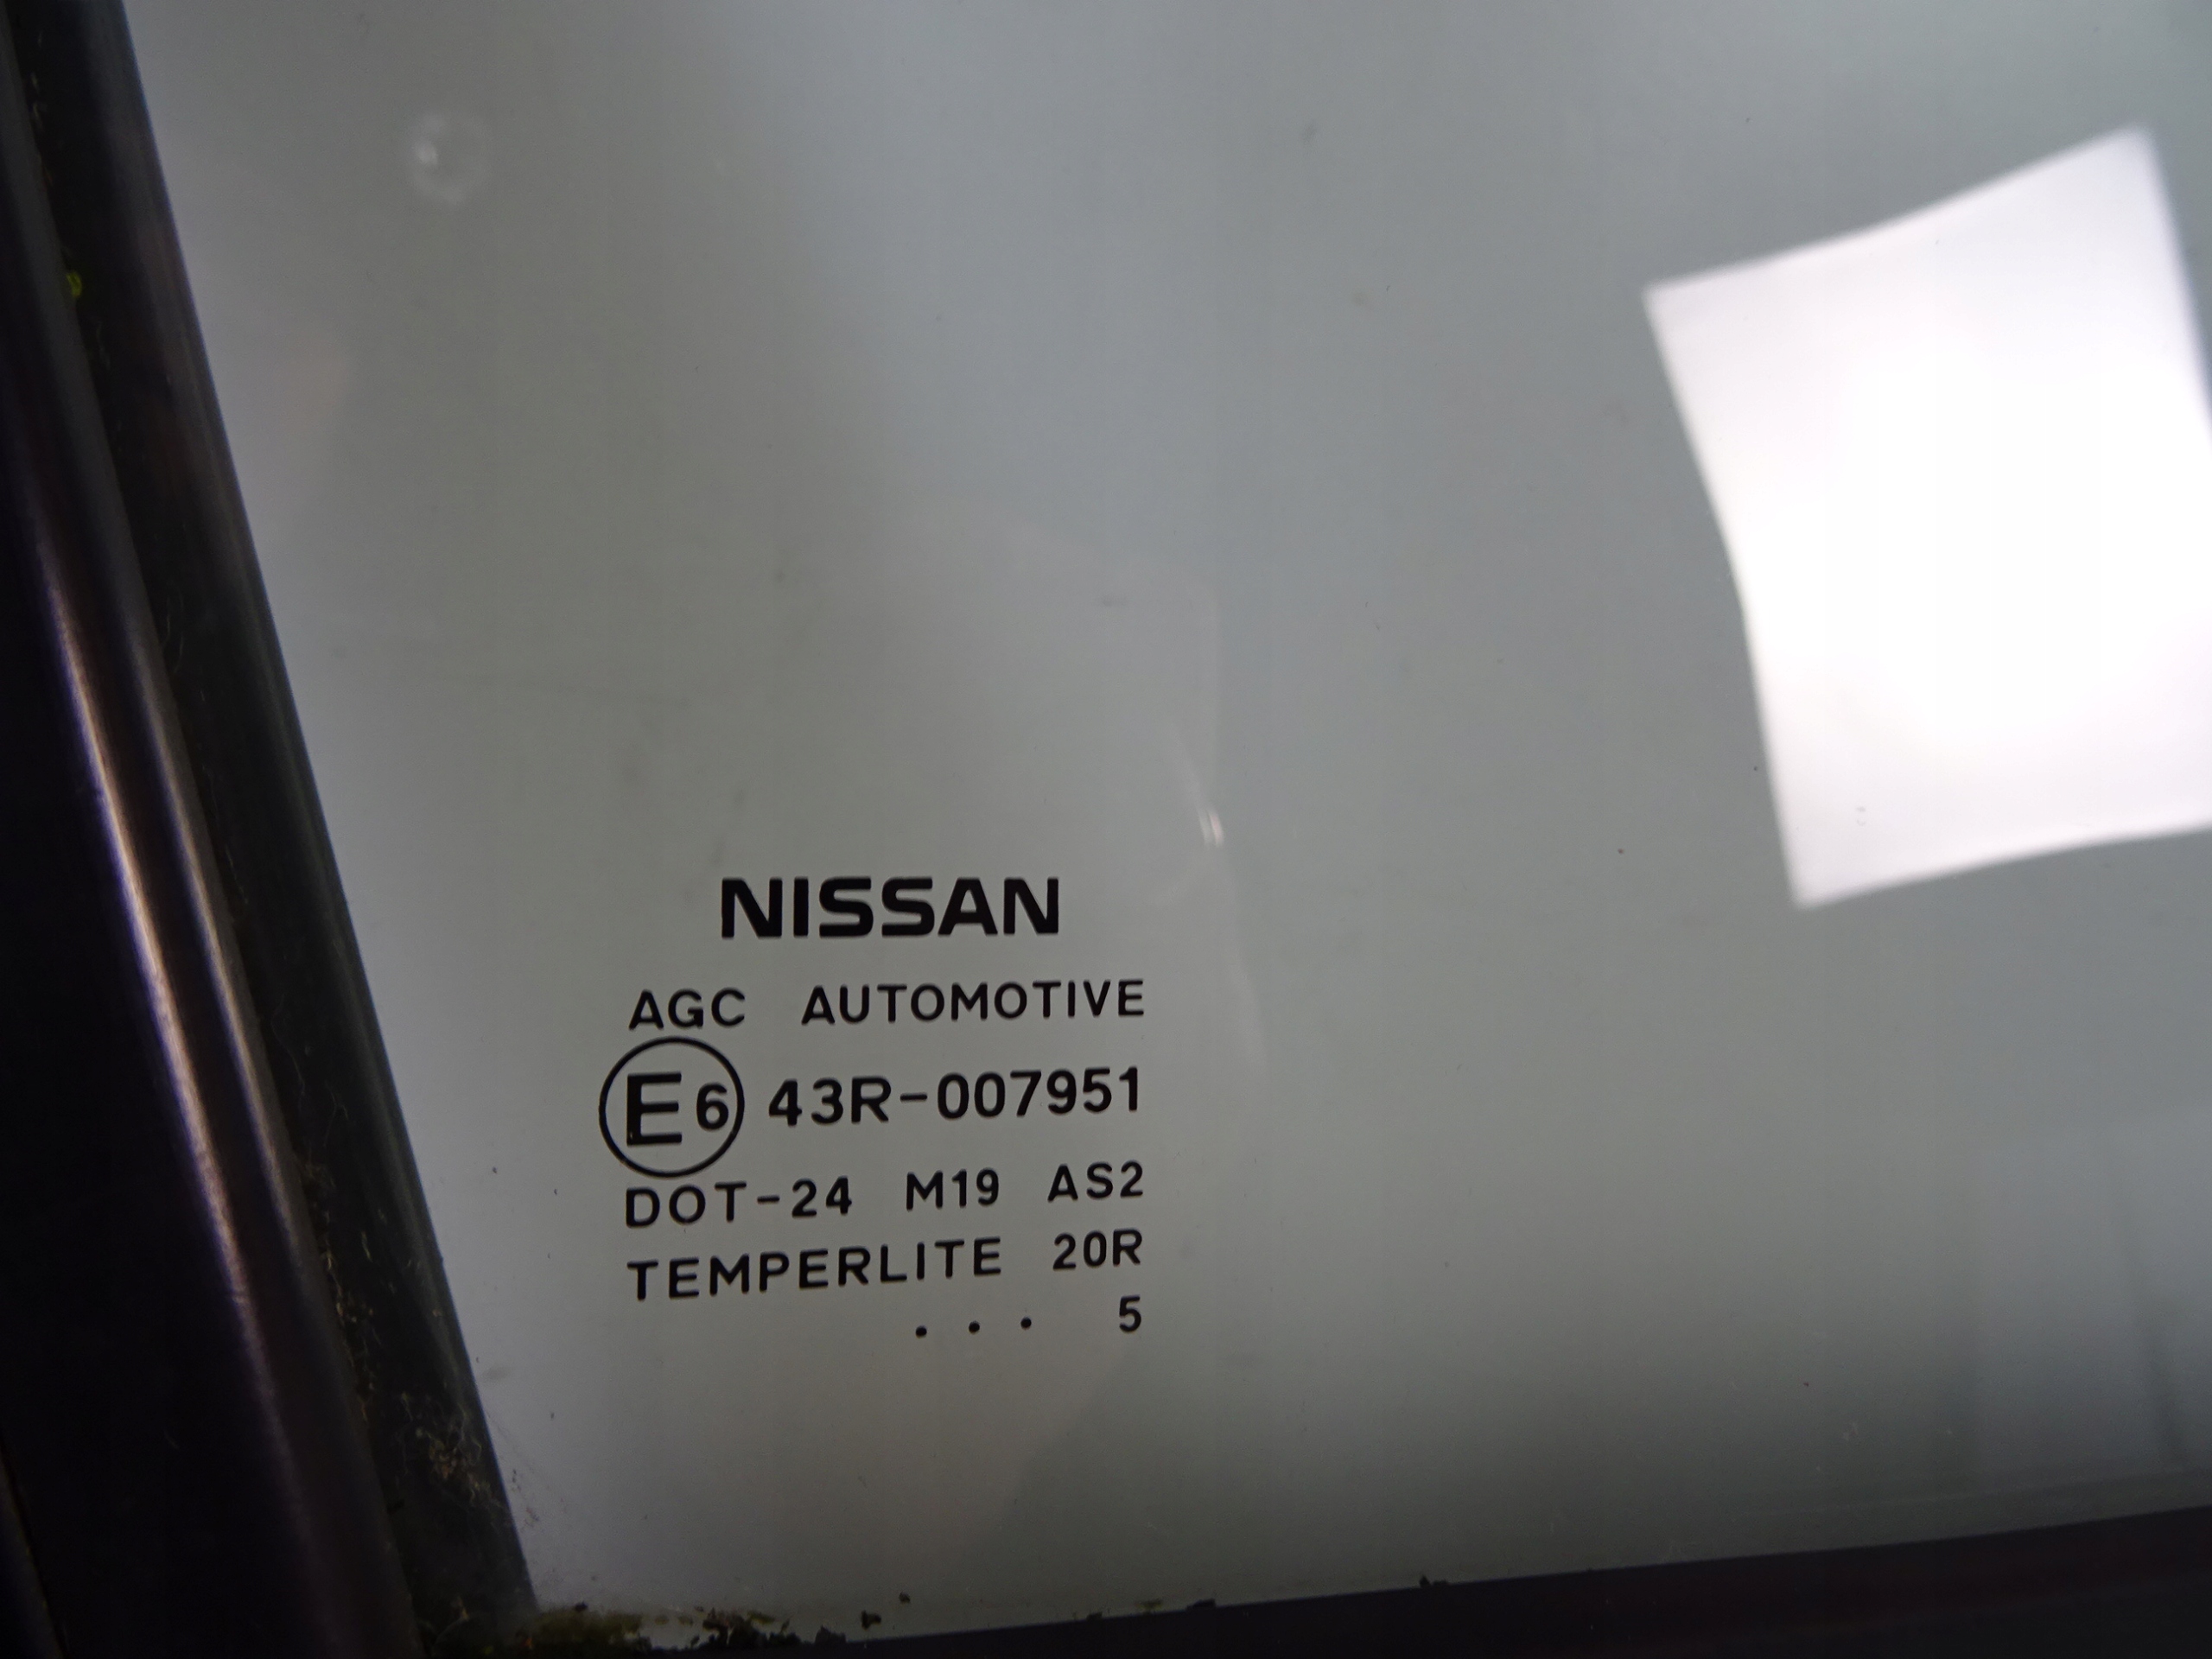 NISSAN
AGC AUTOMOTIVE
E6 43R-007951
DOT-24 M19 AS2
TEMPERLITE 20R
. . . 5